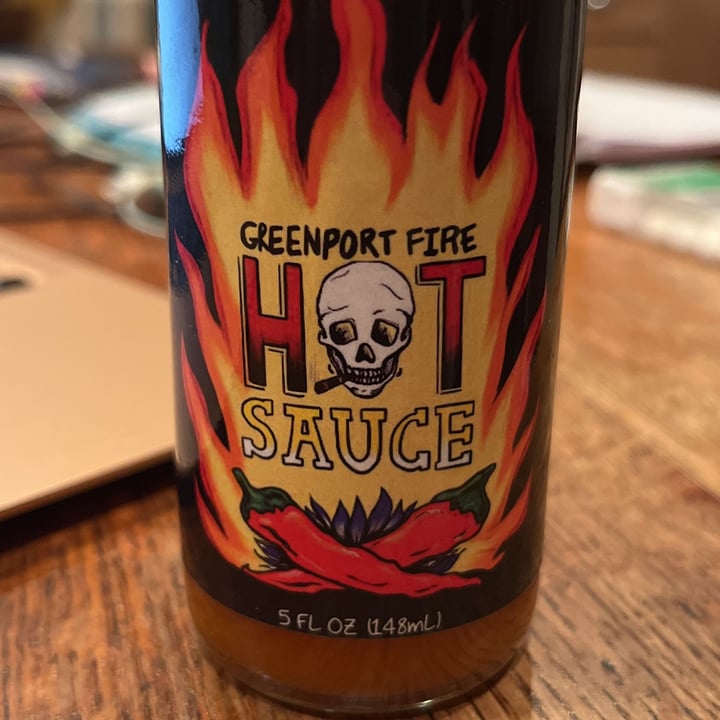 GREENPORT FIRE
HOT
SAUCE
5 FL OZ (148mL)